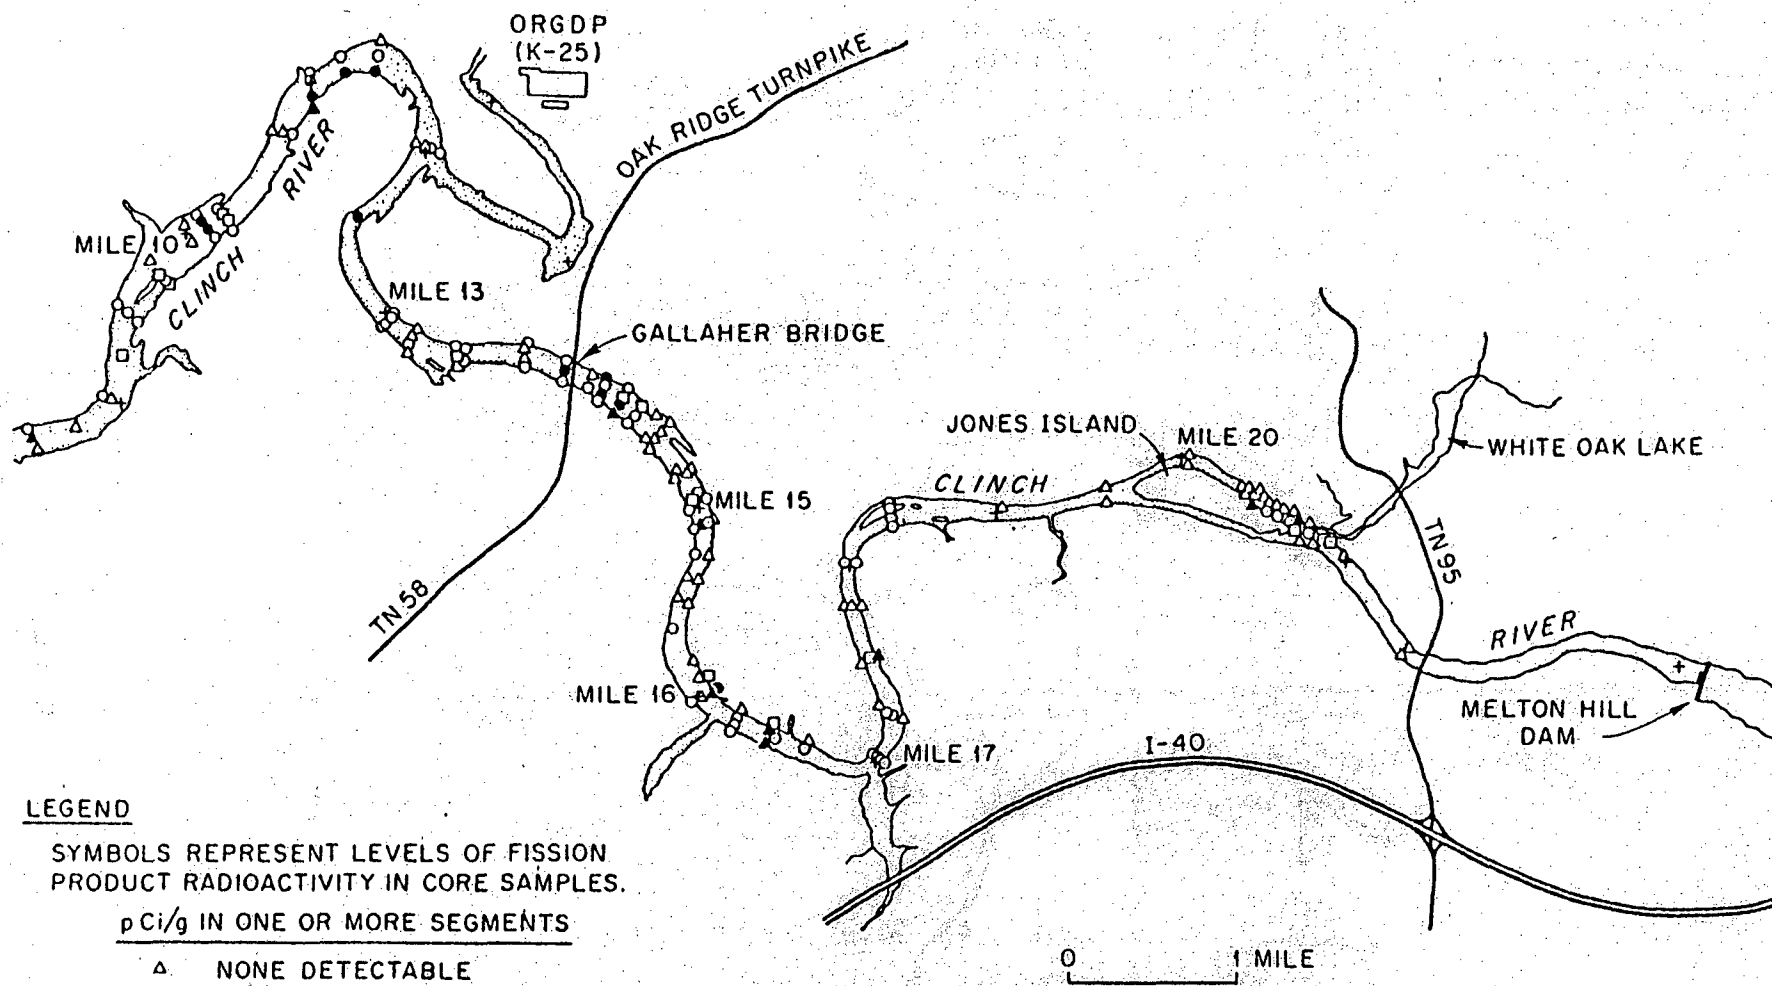 ORGDP
(K-25)
OAK RIDGE TURNPIKE
RIVER
MILE 10
CLINCH
MILE 13
GALLAHER BRIDGE
JONES ISLAND
MILE 20
WHITE OAK LAKE
CLINCH
MILE 15
TN 58
TN 95
RIVER
MILE 16
MELTON HILL
DAM
I-40
MILE 17
LEGEND
SYMBOLS REPRESENT LEVELS OF FISSION
PRODUCT RADIOACTIVITY IN CORE SAMPLES.
pCi/g IN ONE OR MORE SEGMENTS
△ NONE DETECTABLE
0 1 MILE